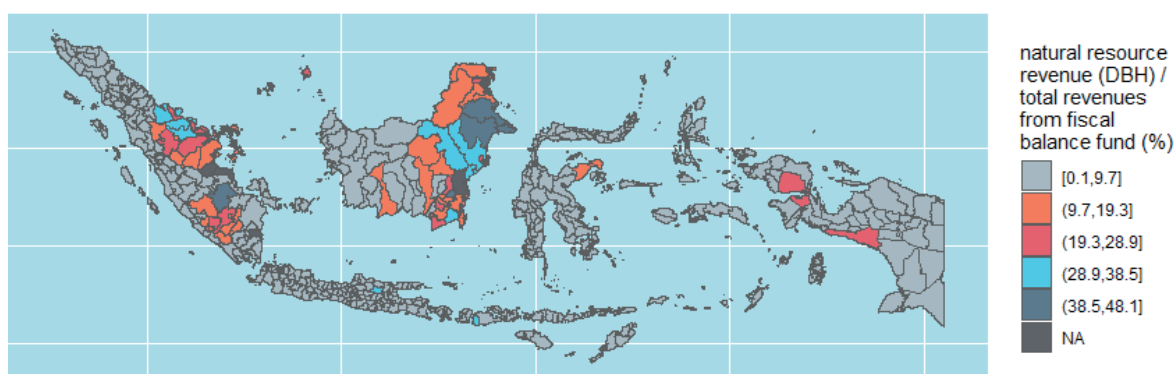 natural resource
revenue (DBH) /
total revenues
from fiscal
balance fund (%)
[0.1,9.7]
(9.7,19.3]
(19.3,28.9]
(28.9,38.5]
(38.5,48.1]
NA